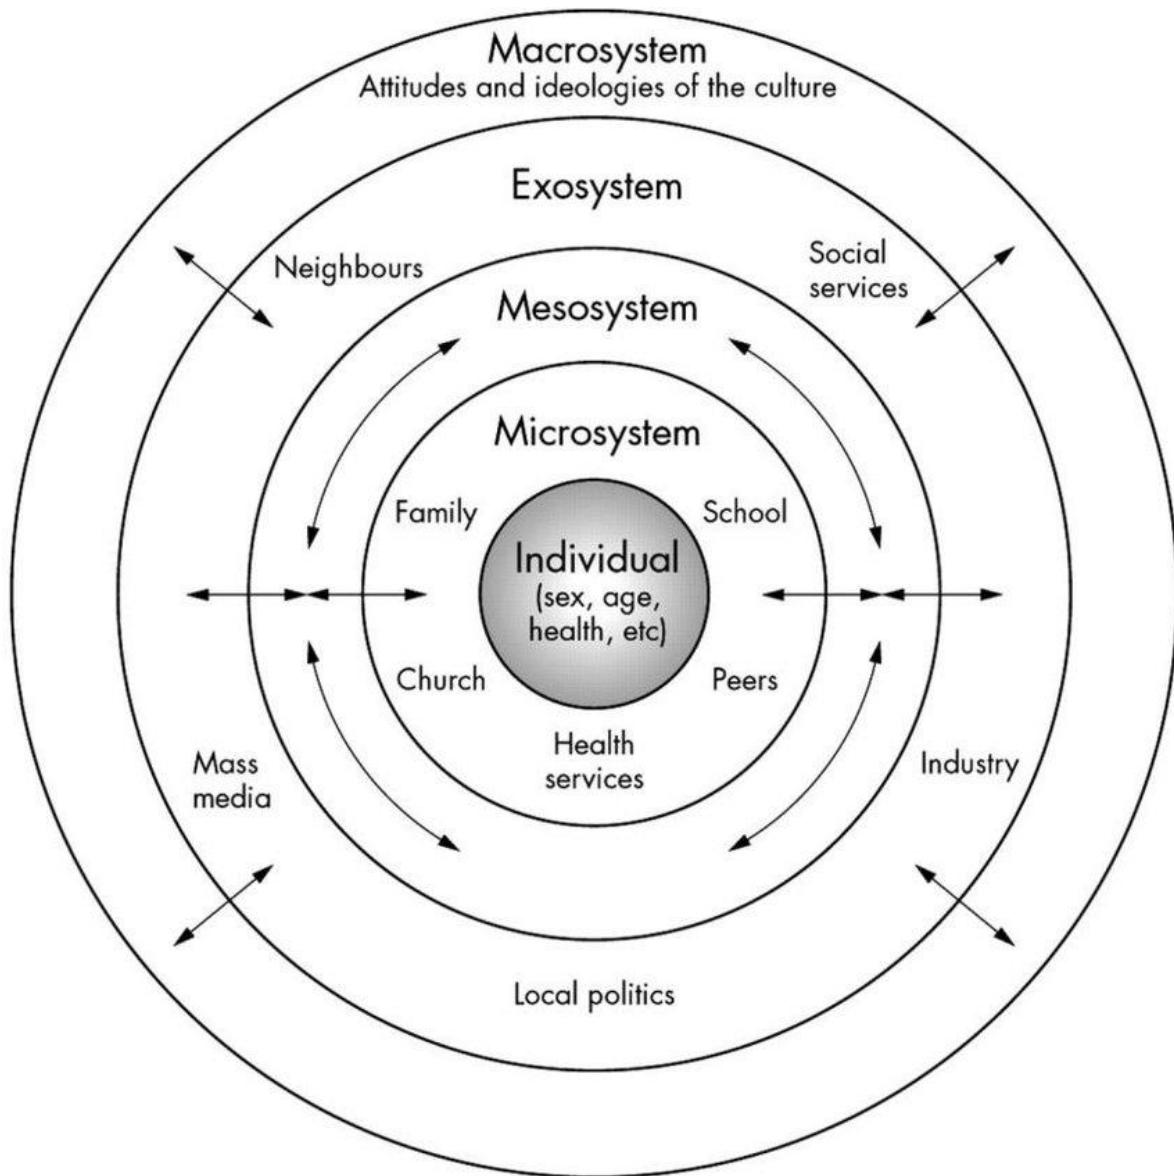 Macrosystem
Attitudes and ideologies of the culture
Exosystem
Neighbours
Social
services
Mesosystem
Microsystem
Family
School
Individual
(sex, age,
health, etc)
Church
Peers
Health
services
Mass
media
Industry
Local politics